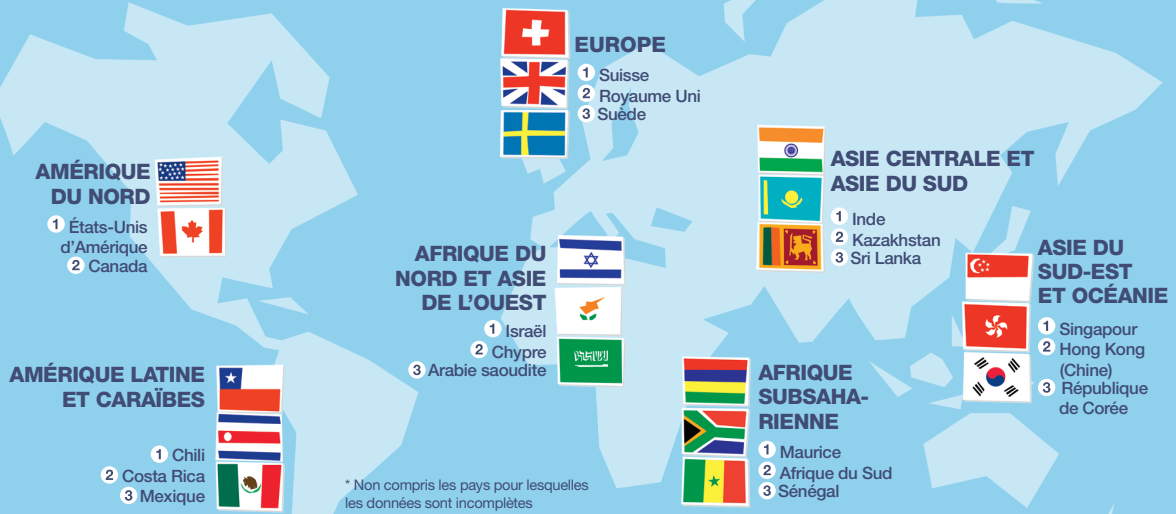 EUROPE
1 Suisse
2 Royaume Uni
3 Suède
AMÉRIQUE
DU NORD
1 États-Unis
d'Amérique
2 Canada
ASIE CENTRALE ET
ASIE DU SUD
1 Inde
2 Kazakhstan
3 Sri Lanka
AFRIQUE DU
NORD ET ASIE
DE L'OUEST
1 Israël
2 Chypre
3 Arabie saoudite
ASIE DU
SUD-EST
ET OCÉANIE
1 Singapour
2 Hong Kong
(Chine)
3 République
de Corée
AMÉRIQUE LATINE
ET CARAÏBES
1 Chili
2 Costa Rica
3 Mexique
AFRIQUE
SUBSAHA-
RIENNE
1 Maurice
2 Afrique du Sud
3 Sénégal
* Non compris les pays pour lesquelles
les données sont incomplètes